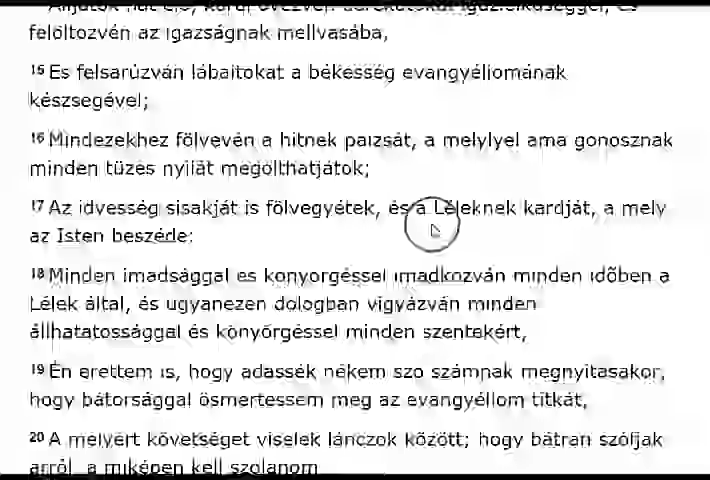 felöltözvén az igazságnak mellvasába,
15 És felsarúzván lábaitokat a békesség evangyéliomának
készségével;
16 Mindezekhez fölvevén a hitnek paizsát, a melylyel ama gonosznak
minden tüzes nyilát megolthatjátok;
17 Az idvesség sisakját is fölvegyétek, és a Léleknek kardját, a mely
az Isten beszéde:
18 Minden imádsággal és könyörgéssel imádkozván minden időben a
Lélek által, és ugyanezen dologban vigyázván minden
állhatatossággal és könyörgéssel minden szentekért,
19 Én érettem is, hogy adassék nékem szó számnak megnyitásakor,
hogy bátorsággal ösmertessem meg az evangyéliom titkát,
20 A melyért követséget viselek lánczok között; hogy bátran szóljak
arról, a miképen kell szólanom